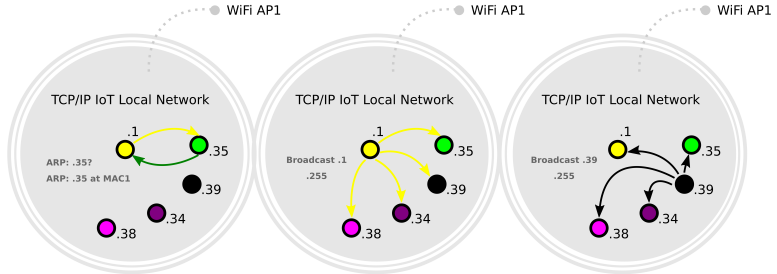 WiFi AP1
TCP/IP IoT Local Network
.1
.35
ARP: .35?
ARP: .35 at MAC1
.39
.34
.38
WiFi AP1
TCP/IP IoT Local Network
.1
.35
Broadcast .1
.255
.39
.34
.38
WiFi AP1
TCP/IP IoT Local Network
.1
.35
Broadcast .39
.255
.39
.34
.38